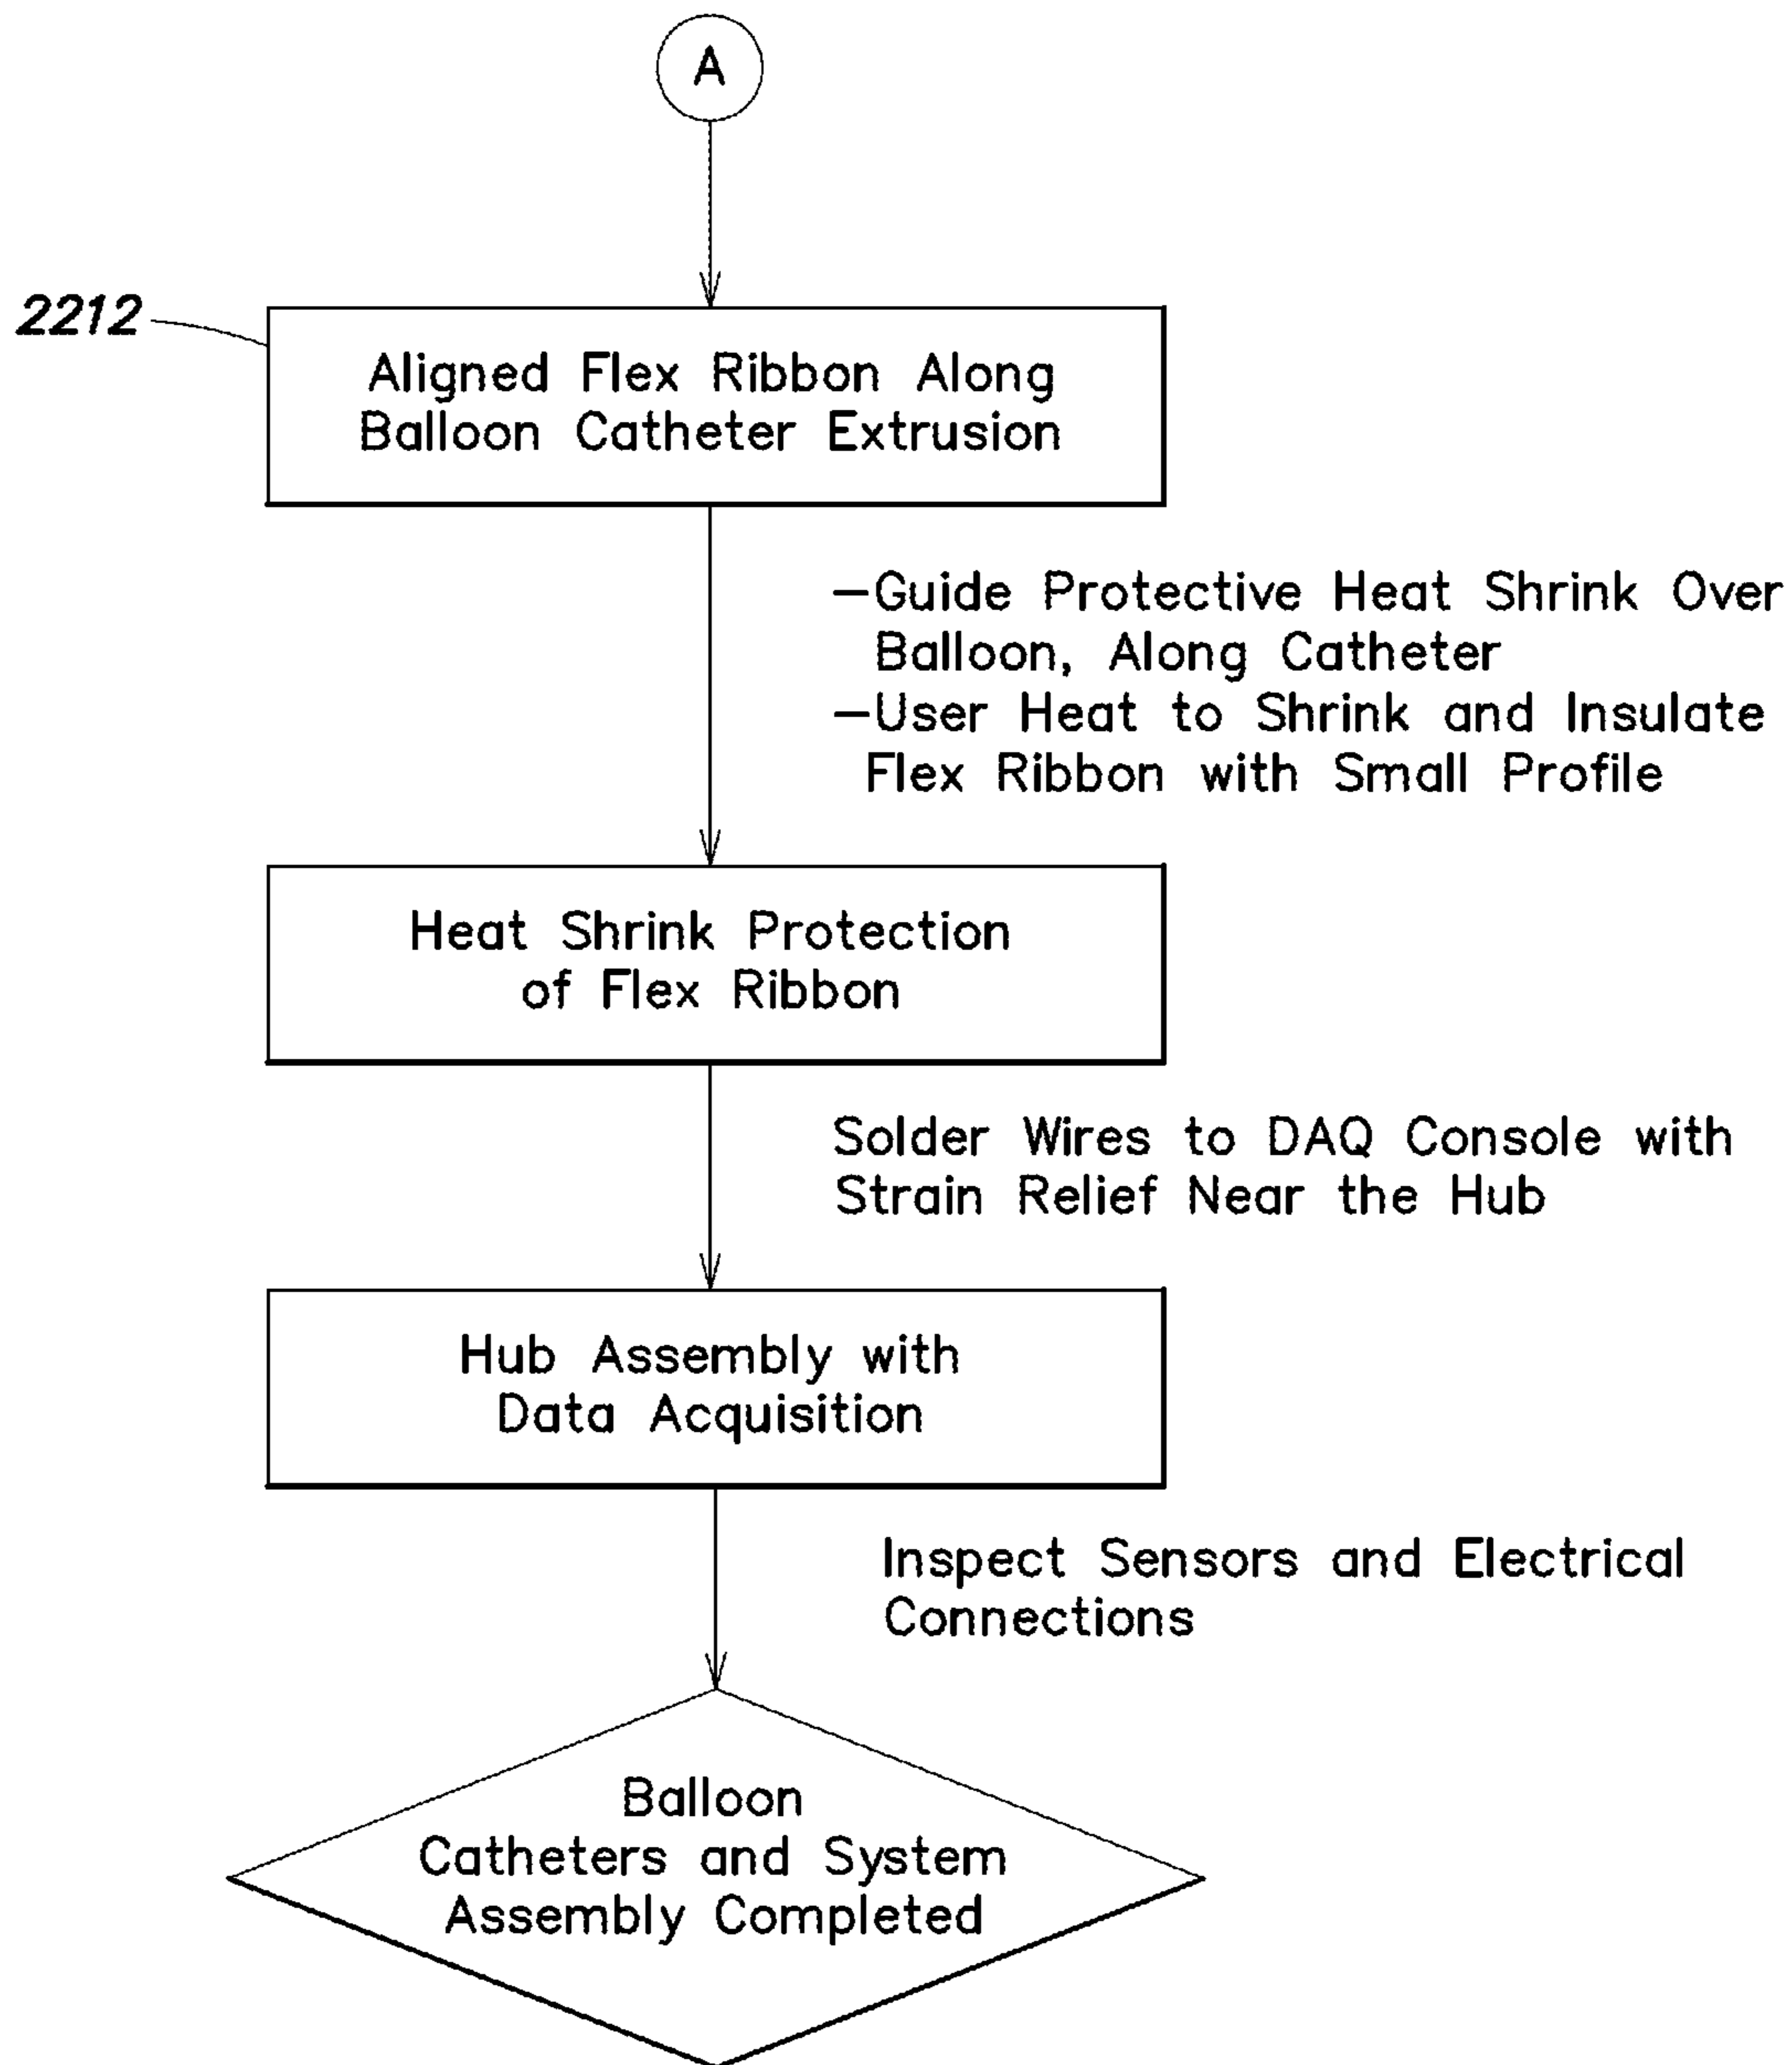 A
2212
Aligned Flex Ribbon Along
Balloon Catheter Extrusion
—Guide Protective Heat Shrink Over
Balloon, Along Catheter
—User Heat to Shrink and Insulate
Flex Ribbon with Small Profile
Heat Shrink Protection
of Flex Ribbon
Solder Wires to DAQ Console with
Strain Relief Near the Hub
Hub Assembly with
Data Acquisition
Inspect Sensors and Electrical
Connections
Balloon
Catheters and System
Assembly Completed